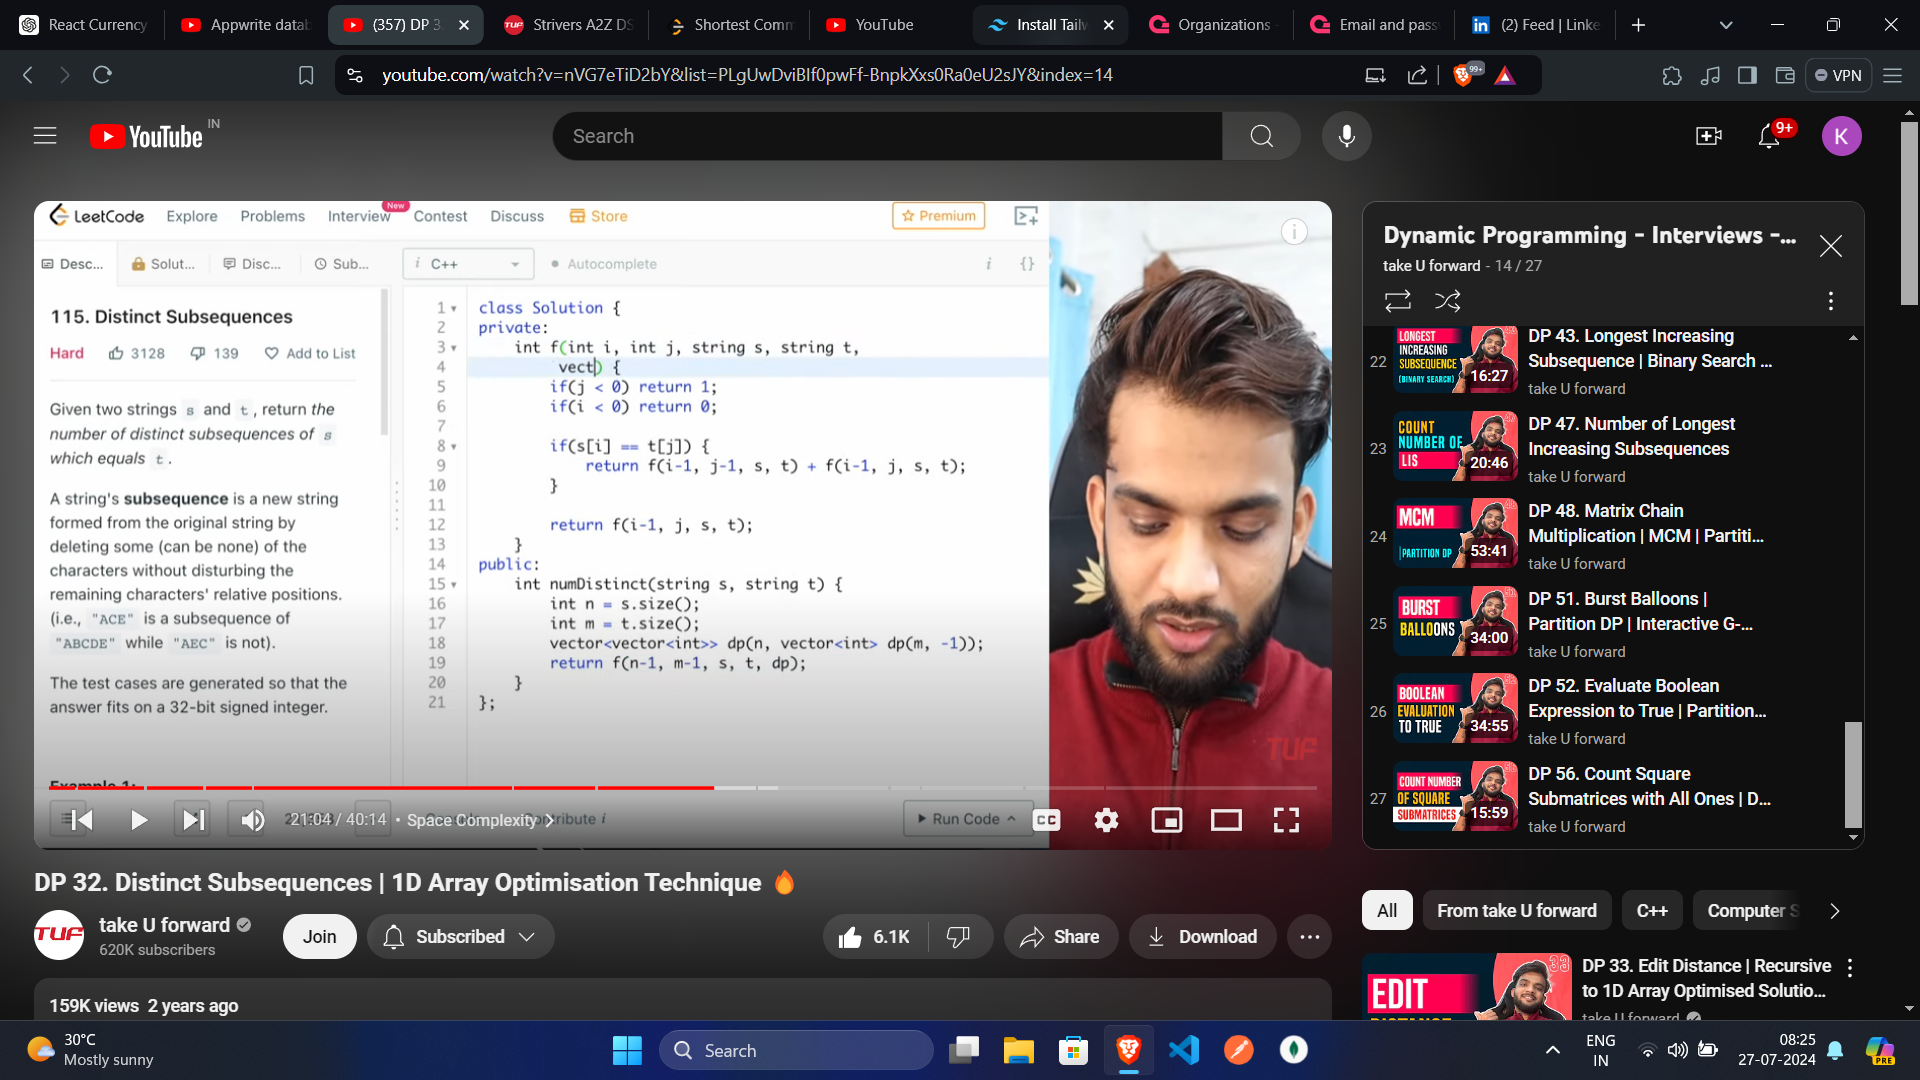 React Currency
Appwrite datab
(357) DP 3
Strivers A2Z DS
Shortest Comm
YouTube
Install Tailw
Organizations -
Email and passw
(2) Feed | Linke
youtube.com/watch?v=nVG7eTiD2bY&list=PLgUwDviBIf0pwFf-BnpkXxs0Ra0eU2sJY&index=14
99+
VPN
YouTube IN
Search
9+
K
LeetCode Explore Problems Interview New Contest Discuss Store
Premium
Desc... Solut... Disc... Sub...
i C++ Autocomplete i {}
115. Distinct Subsequences
Hard 3128 139 Add to List
Given two strings s and t , return the
number of distinct subsequences of s
which equals t .
A string's subsequence is a new string
formed from the original string by
deleting some (can be none) of the
characters without disturbing the
remaining characters' relative positions.
(i.e., "ACE" is a subsequence of
"ABCDE" while "AEC" is not).
The test cases are generated so that the
answer fits on a 32-bit signed integer.
Example 1:
1 class Solution {
2 private:
3 int f(int i, int j, string s, string t,
4 vect) {
5 if(j < 0) return 1;
6 if(i < 0) return 0;
7
8 if(s[i] == t[j]) {
9 return f(i-1, j-1, s, t) + f(i-1, j, s, t);
10 }
11
12 return f(i-1, j, s, t);
13 }
14 public:
15 int numDistinct(string s, string t) {
16 int n = s.size();
17 int m = t.size();
18 vector<vector<int>> dp(n, vector<int> dp(m, -1));
19 return f(n-1, m-1, s, t, dp);
20 }
21 };
TUF
21:04 / 40:14 • Space Complexity
Run Code
CC
DP 32. Distinct Subsequences | 1D Array Optimisation Technique 🔥
TUF
take U forward
620K subscribers
Join
Subscribed
6.1K
Share
Download
159K views 2 years ago
Dynamic Programming - Interviews -...
take U forward - 14 / 27
22
LONGEST
INCREASING
SUBSEQUENCE
(BINARY SEARCH)
16:27
DP 43. Longest Increasing
Subsequence | Binary Search ...
take U forward
23
COUNT
NUMBER OF
LIS
20:46
DP 47. Number of Longest
Increasing Subsequences
take U forward
24
MCM
|PARTITION DP
53:41
DP 48. Matrix Chain
Multiplication | MCM | Partiti...
take U forward
25
BURST
BALLOONS
34:00
DP 51. Burst Balloons |
Partition DP | Interactive G-...
take U forward
26
BOOLEAN
EVALUATION
TO TRUE
34:55
DP 52. Evaluate Boolean
Expression to True | Partition...
take U forward
27
COUNT NUMBER
OF SQUARE
SUBMATRICES
15:59
DP 56. Count Square
Submatrices with All Ones | D...
take U forward
All
From take U forward
C++
Computer S
EDIT
33
DP 33. Edit Distance | Recursive
to 1D Array Optimised Solutio...
take U forward
30°C
Mostly sunny
Search
ENG
IN
08:25
27-07-2024
PRE